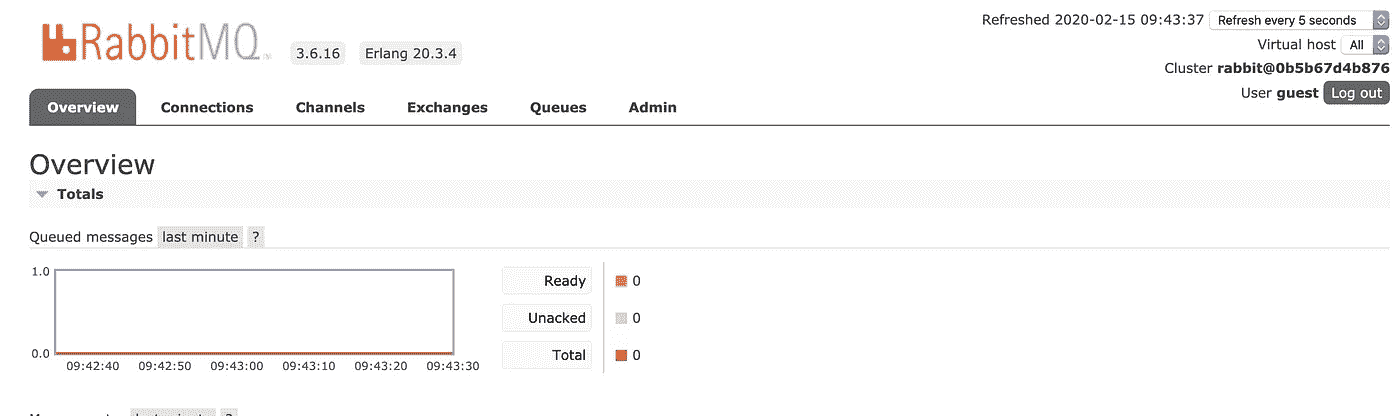 Refreshed 2020-02-15 09:43:37 Refresh every 5 seconds
RabbitMQ 3.6.16 Erlang 20.3.4
Virtual host All
Cluster rabbit@0b5b67d4b876
User guest Log out
Overview Connections Channels Exchanges Queues Admin
Overview
Totals
Queued messages last minute ?
1.0
0.0
09:42:40 09:42:50 09:43:00 09:43:10 09:43:20 09:43:30
Ready 0
Unacked 0
Total 0